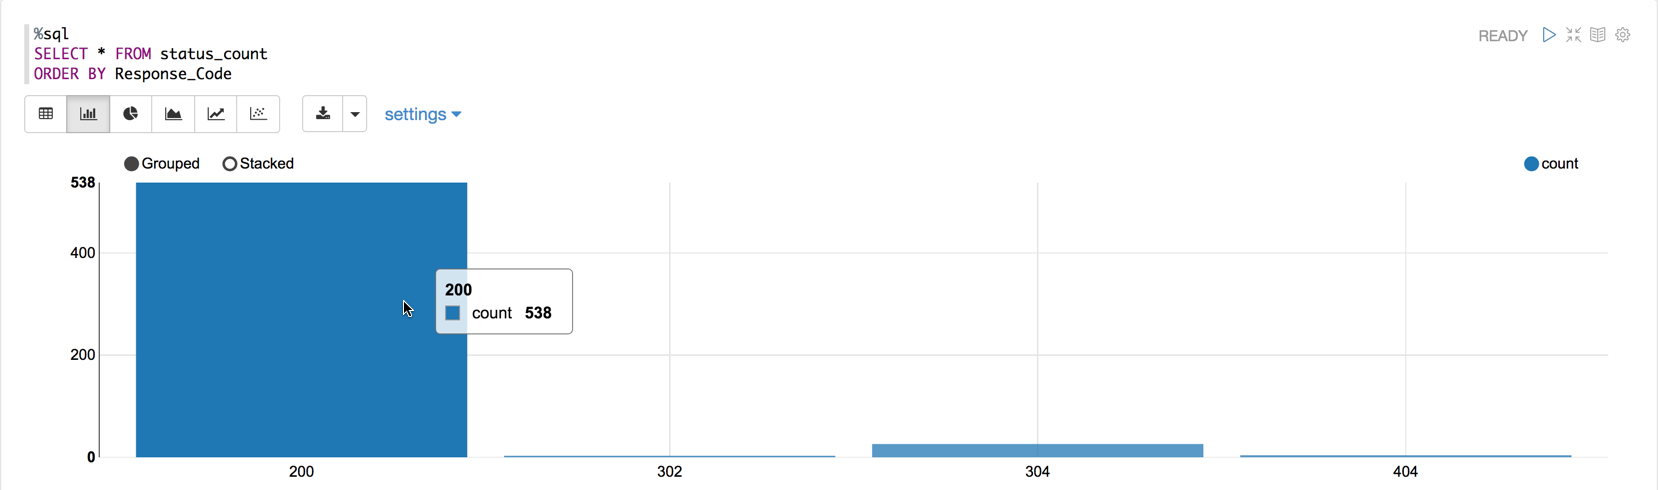 %sql
READY
SELECT * FROM status_count
ORDER BY Response_Code
settings
Grouped Stacked count
538
400
200
count 538
200
0
200 302 304 404